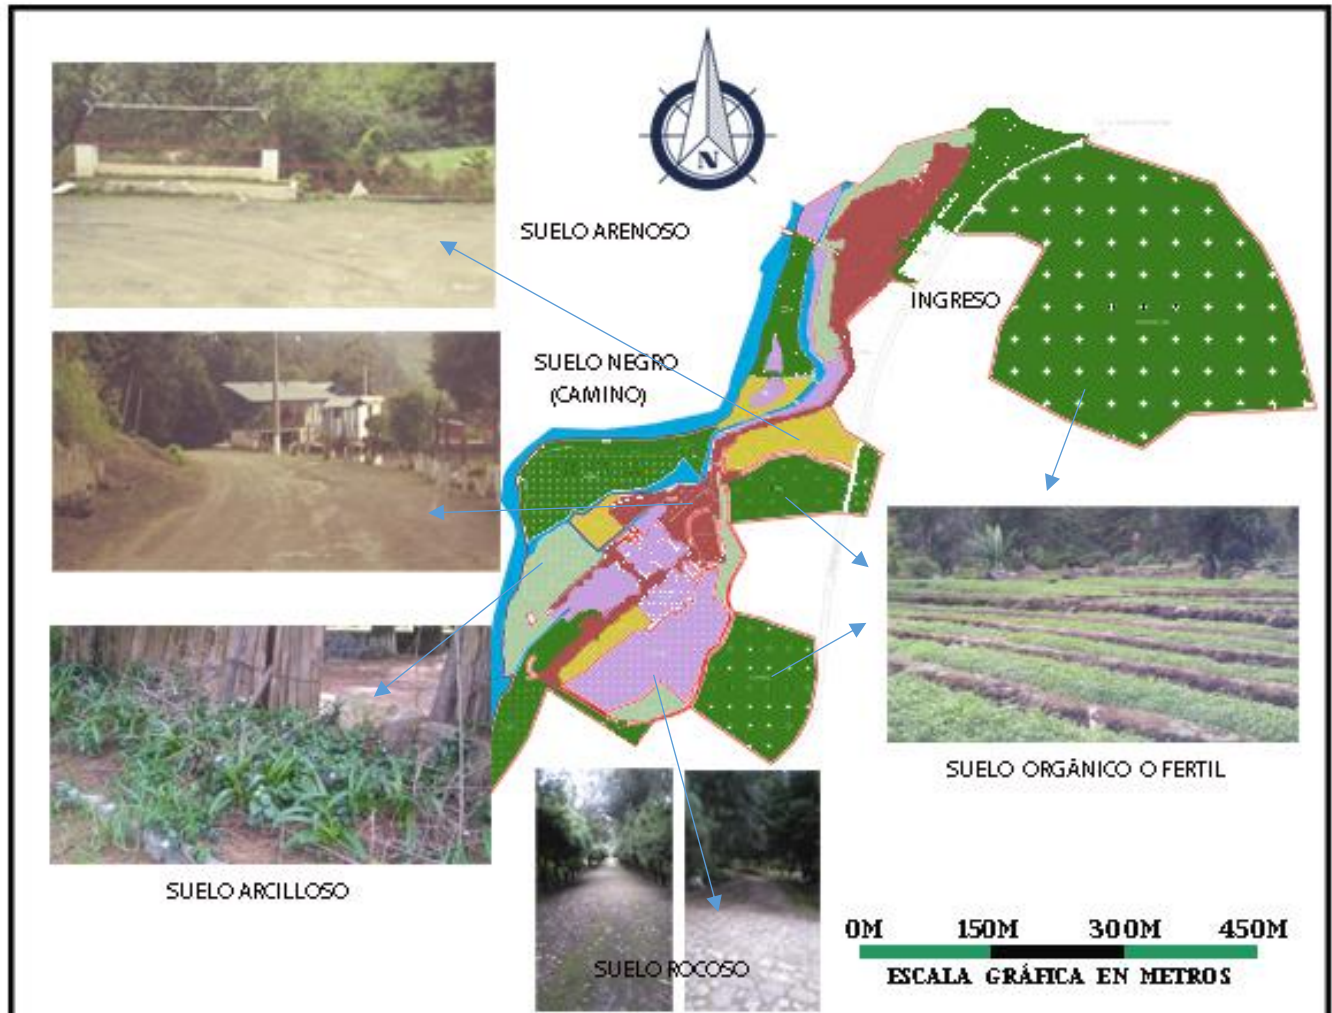 N
SUELO ARENOSO
INGRESO
SUELO NEGRO
(CAMINO)
SUELO ORGÁNICO O FERTIL
SUELO ARCILLOSO
SUELO ROCOSO
0M 150M 300M 450M
ESCALA GRÁFICA EN METROS